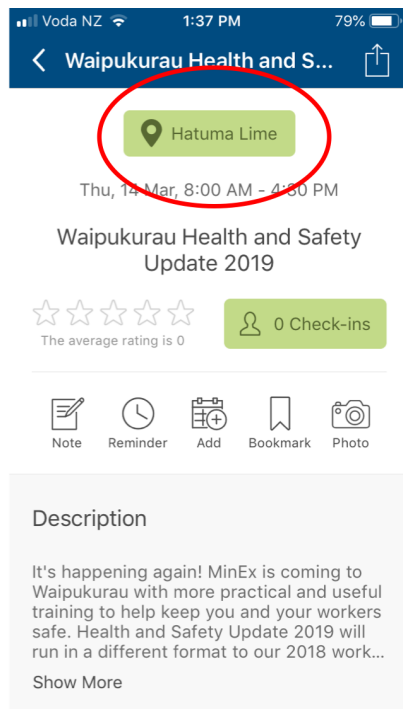 Voda NZ 1:37 PM 79%
Waipukurau Health and S...
Hatuma Lime
Thu, 14 Mar, 8:00 AM - 4:30 PM
Waipukurau Health and Safety
Update 2019
The average rating is 0
0 Check-ins
Note Reminder Add Bookmark Photo
Description
It's happening again! MinEx is coming to
Waipukurau with more practical and useful
training to help keep you and your workers
safe. Health and Safety Update 2019 will
run in a different format to our 2018 work...
Show More